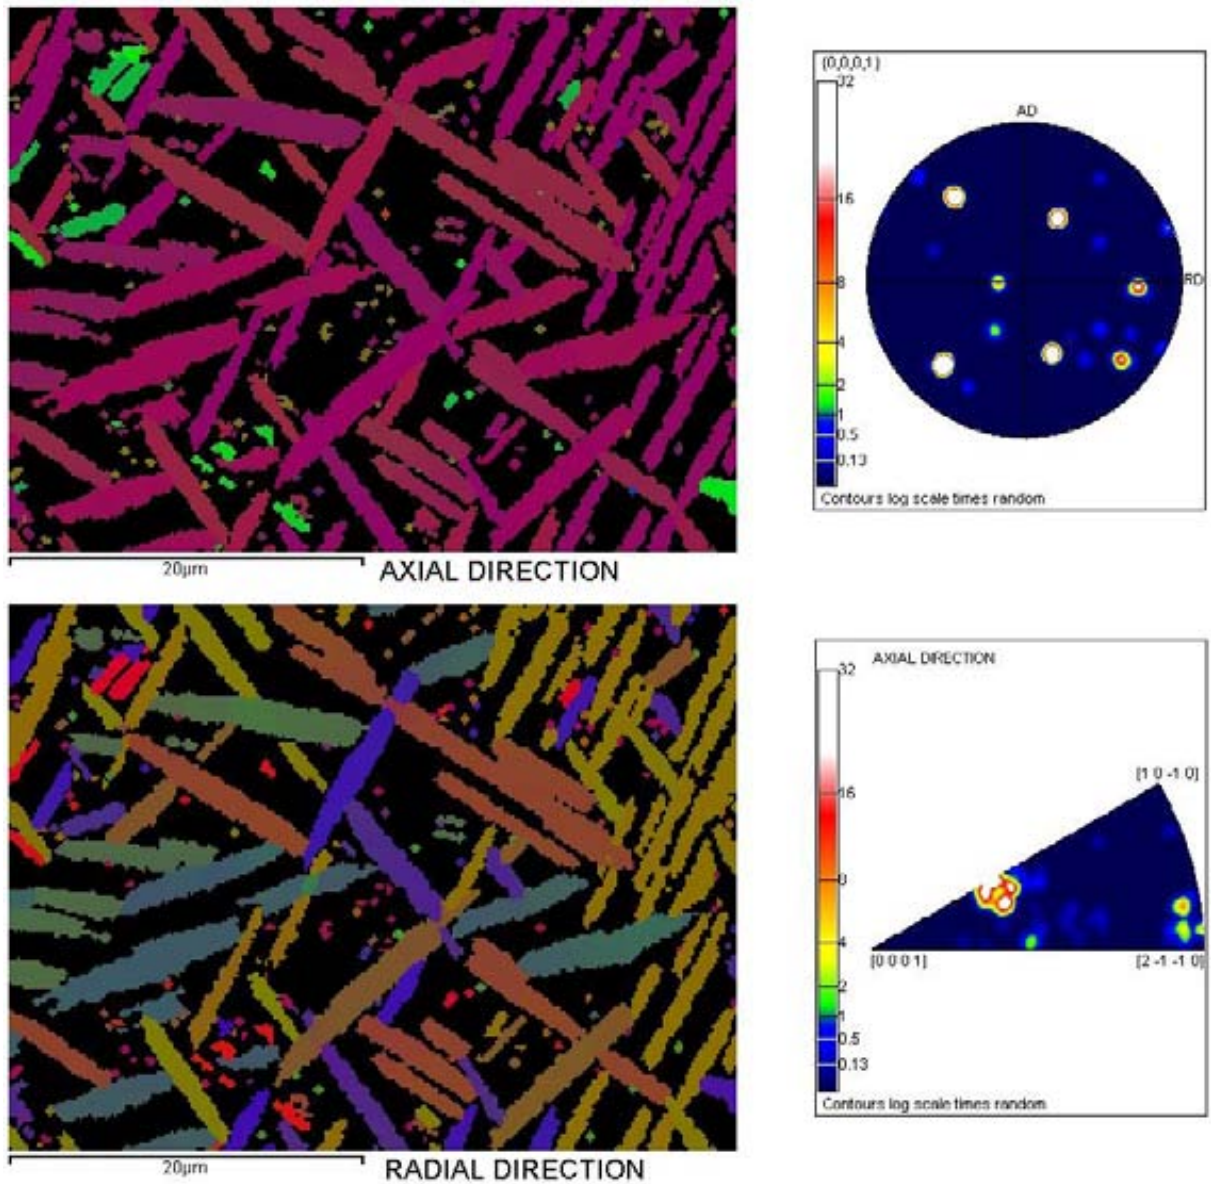 20µm
AXIAL DIRECTION
(0,0,0,1)
32
AD
16
8
RD
4
2
1
0.5
0.13
Contours log scale times random
20µm
RADIAL DIRECTION
AXIAL DIRECTION
32
[1 0 -1 0]
16
8
4
[0 0 0 1]
[2 -1 -1 0]
2
1
0.5
0.13
Contours log scale times random